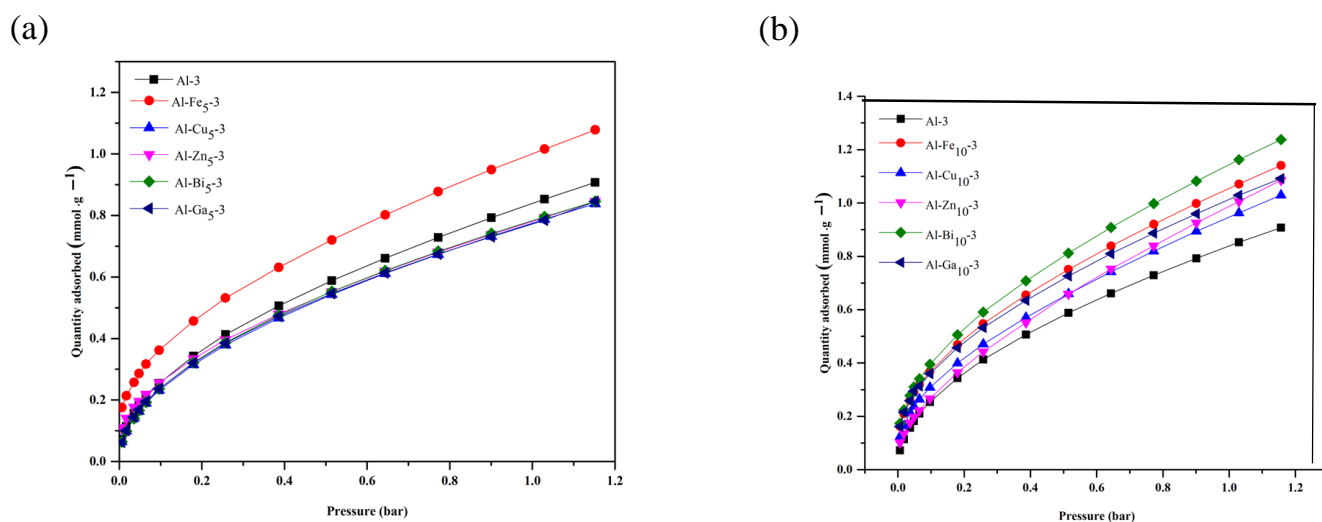 (a)
Quantity adsorbed (mmol·g⁻¹)
1.2
1.0
0.8
0.6
0.4
0.2
0.0
Al-3
Al-Fe₅-3
Al-Cu₅-3
Al-Zn₅-3
Al-Bi₅-3
Al-Ga₅-3
0.0 0.2 0.4 0.6 0.8 1.0 1.2
Pressure (bar)
(b)
Quantity adsorbed (mmol·g⁻¹)
1.4
1.2
1.0
0.8
0.6
0.4
0.2
0.0
Al-3
Al-Fe₁₀-3
Al-Cu₁₀-3
Al-Zn₁₀-3
Al-Bi₁₀-3
Al-Ga₁₀-3
0.0 0.2 0.4 0.6 0.8 1.0 1.2
Pressure (bar)